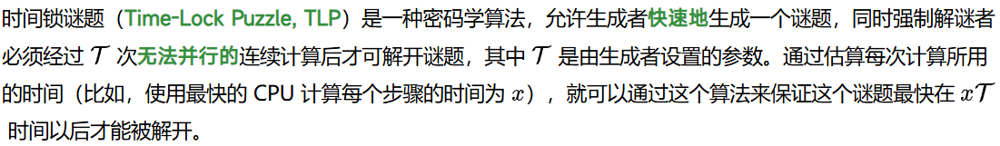 时间锁谜题（Time-Lock Puzzle, TLP）是一种密码学算法，允许生成者快速地生成一个谜题，同时强制解谜者
必须经过 𝒯 次无法并行的连续计算后才可解开谜题，其中 𝒯 是由生成者设置的参数。通过估算每次计算所用
的时间（比如，使用最快的 CPU 计算每个步骤的时间为 x），就可以通过这个算法来保证这个谜题最快在 x𝒯
时间以后才能被解开。